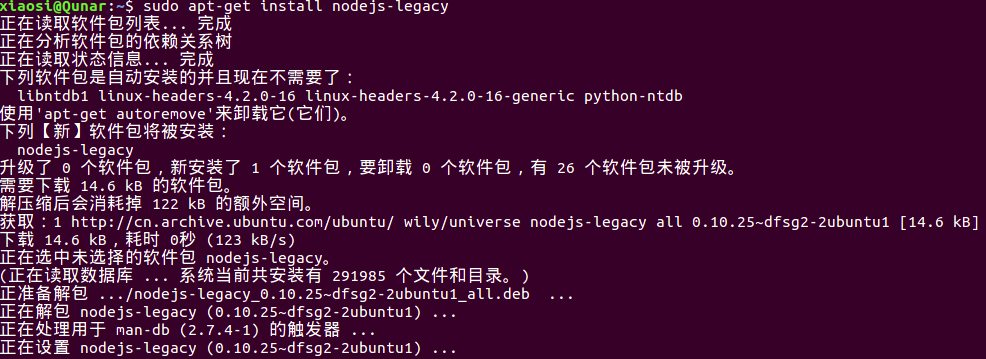 xiaosi@Qunar:~$ sudo apt-get install nodejs-legacy
正在读取软件包列表... 完成
正在分析软件包的依赖关系树
正在读取状态信息... 完成
下列软件包是自动安装的并且现在不需要了：
  libntdb1 linux-headers-4.2.0-16 linux-headers-4.2.0-16-generic python-ntdb
使用'apt-get autoremove'来卸载它(它们)。
下列【新】软件包将被安装：
  nodejs-legacy
升级了 0 个软件包，新安装了 1 个软件包，要卸载 0 个软件包，有 26 个软件包未被升级。
需要下载 14.6 kB 的软件包。
解压缩后会消耗掉 122 kB 的额外空间。
获取：1 http://cn.archive.ubuntu.com/ubuntu/ wily/universe nodejs-legacy all 0.10.25~dfsg2-2ubuntu1 [14.6 kB]
下载 14.6 kB，耗时 0秒 (123 kB/s)
正在选中未选择的软件包 nodejs-legacy。
(正在读取数据库 ... 系统当前共安装有 291985 个文件和目录。)
正准备解包 .../nodejs-legacy_0.10.25~dfsg2-2ubuntu1_all.deb  ...
正在解包 nodejs-legacy (0.10.25~dfsg2-2ubuntu1) ...
正在处理用于 man-db (2.7.4-1) 的触发器 ...
正在设置 nodejs-legacy (0.10.25~dfsg2-2ubuntu1) ...